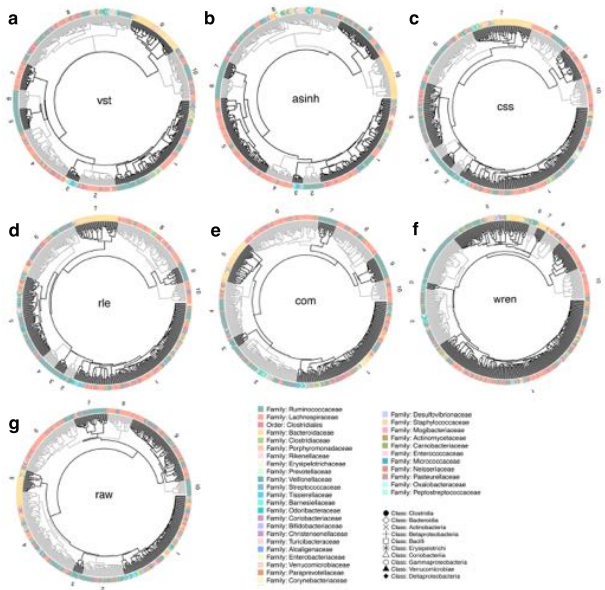 a
vst
b
asinh
c
css
d
rle
e
com
f
wren
g
raw
Family: Ruminococcaceae
Family: Lachnospiraceae
Order: Clostridiales
Family: Bacteroidaceae
Family: Clostridiaceae
Family: Porphyromonadaceae
Family: Rikenellaceae
Family: Erysipelotrichaceae
Family: Prevotellaceae
Family: Veillonellaceae
Family: Streptococcaceae
Family: Tissierellaceae
Family: Barnesiellaceae
Family: Odoribacteraceae
Family: Coriobacteriaceae
Family: Bifidobacteriaceae
Family: Christensenellaceae
Family: Turicibacteraceae
Family: Alcaligenaceae
Family: Enterobacteriaceae
Family: Verrucomicrobiaceae
Family: Paraprevotellaceae
Family: Corynebacteriaceae
Family: Desulfovibrionaceae
Family: Staphylococcaceae
Family: Mogibacteriaceae
Family: Actinomycetaceae
Family: Carnobacteriaceae
Family: Enterococcaceae
Family: Micrococcaceae
Family: Neisseriaceae
Family: Pasteurellaceae
Family: Oxalobacteraceae
Family: Peptostreptococcaceae
Class: Clostridia
Class: Bacteroidia
Class: Actinobacteria
Class: Betaproteobacteria
Class: Bacilli
Class: Erysipelotrichi
Class: Coriobacteriia
Class: Gammaproteobacteria
Class: Verrucomicrobiae
Class: Deltaproteobacteria